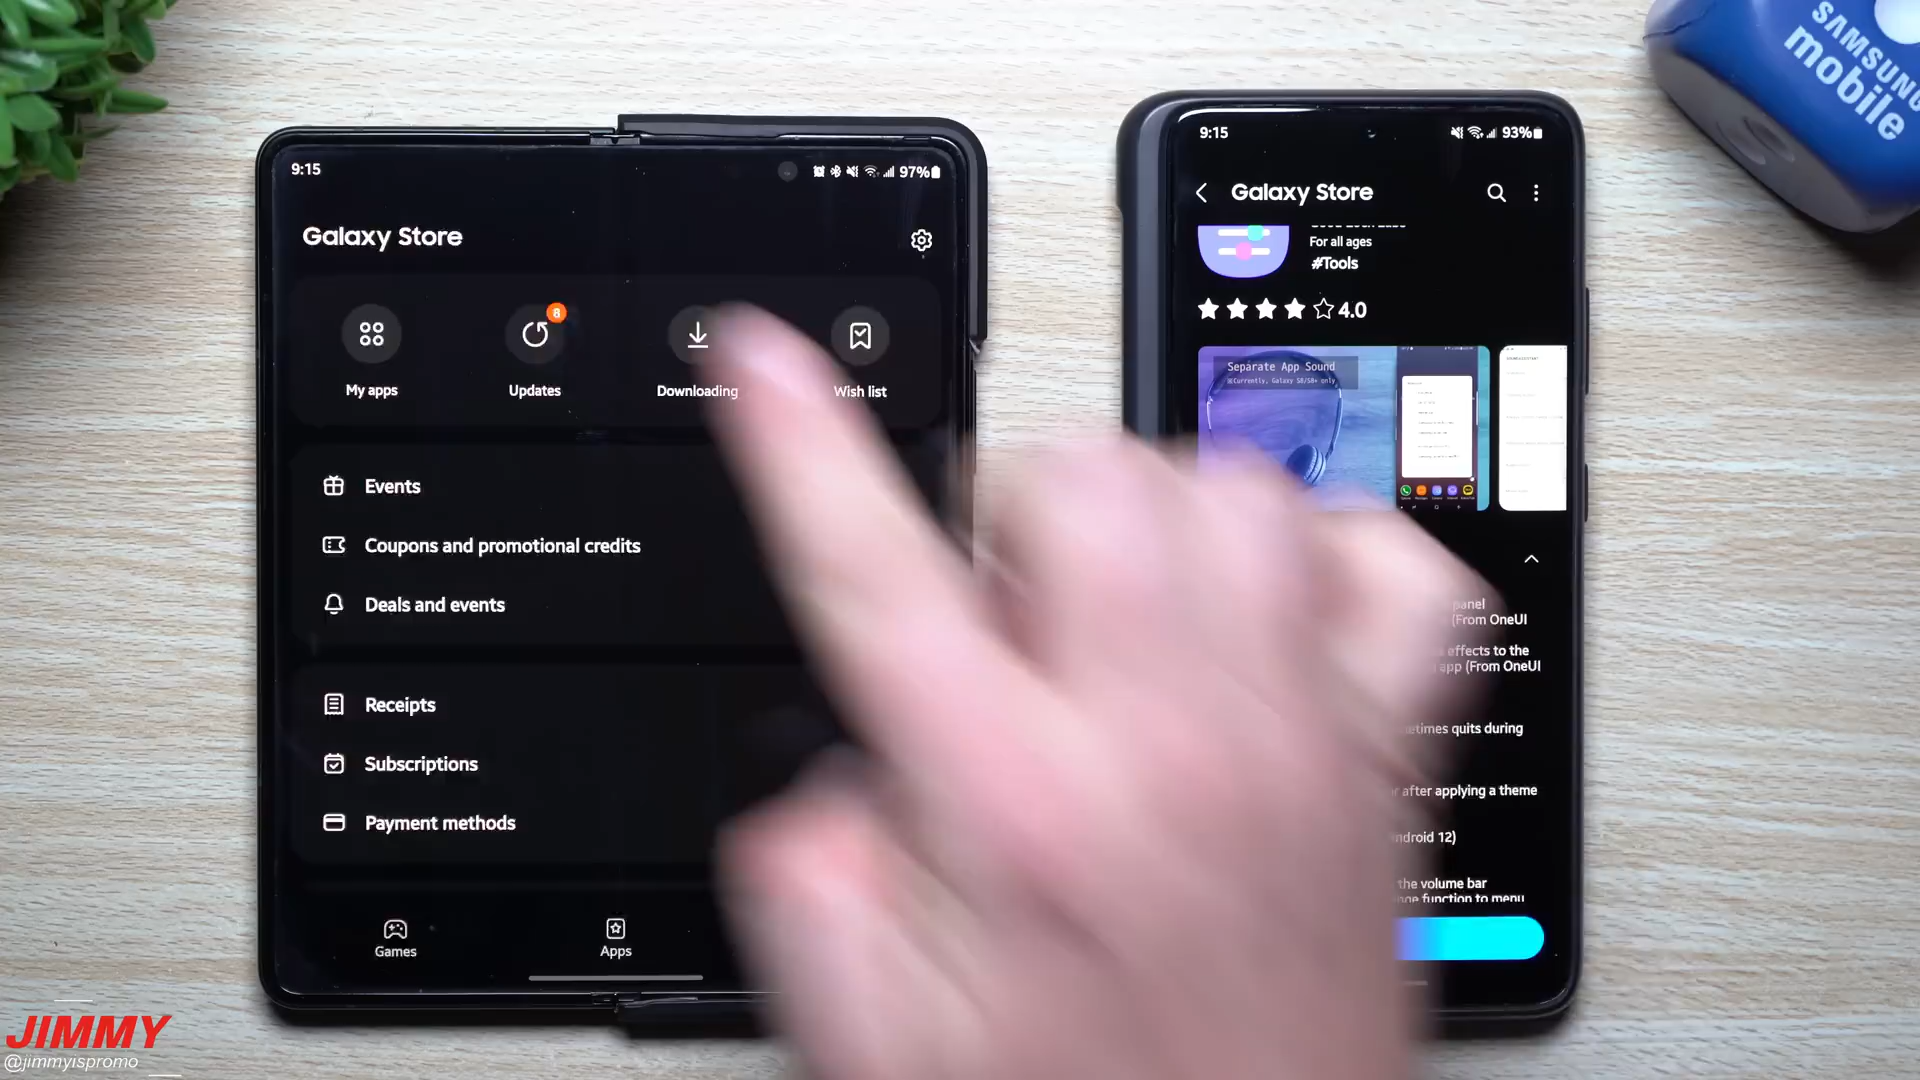 SAMSUNG
mobile
9:15
97%
Galaxy Store
8
My apps
Updates
Downloading
Wish list
Events
Coupons and promotional credits
Deals and events
Receipts
Subscriptions
Payment methods
Games
Apps
9:15
93%
Galaxy Store
For all ages
#Tools
4.0
Separate App Sound
※Currently, Galaxy S8/S8+ only
panel
(From OneUI
effects to the
app (From OneUI
quits during
after applying a theme
12)
the volume bar
function to menu
JIMMY
@jimmyispromo